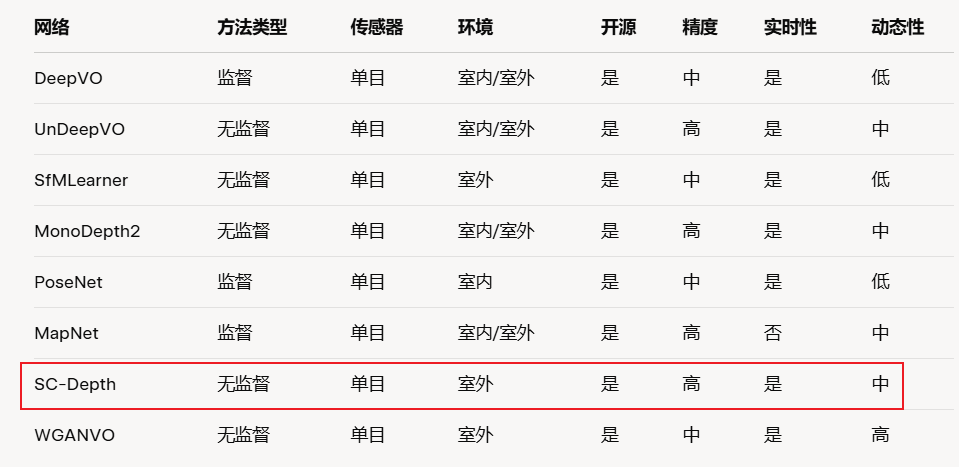 网络 方法类型 传感器 环境 开源 精度 实时性 动态性
DeepVO 监督 单目 室内/室外 是 中 是 低
UnDeepVO 无监督 单目 室内/室外 是 高 是 中
SfMLearner 无监督 单目 室外 是 中 是 低
MonoDepth2 无监督 单目 室内/室外 是 高 是 中
PoseNet 监督 单目 室内 是 中 是 低
MapNet 监督 单目 室内/室外 是 高 否 中
SC-Depth 无监督 单目 室外 是 高 是 中
WGANVO 无监督 单目 室外 是 中 是 高